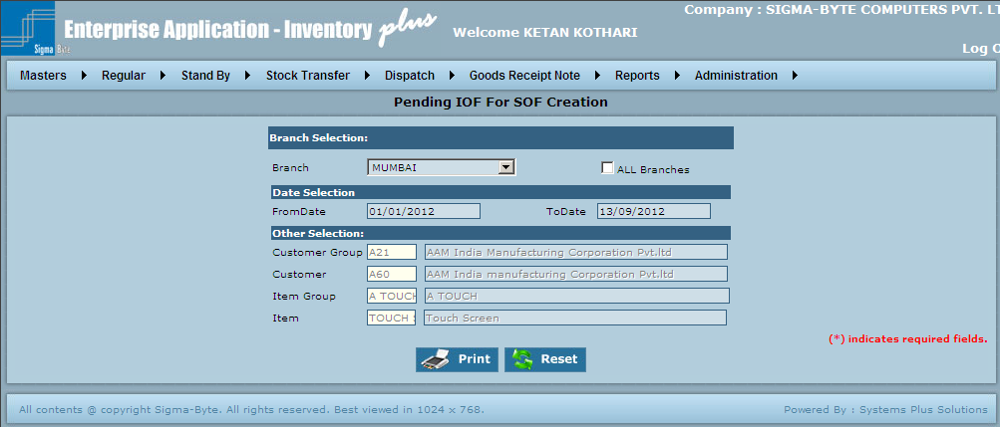 Company : SIGMA-BYTE COMPUTERS PVT.
Enterprise Application - Inventory plus
Welcome KETAN KOTHARI
Sigma Byte
Log
Masters Regular Stand By Stock Transfer Dispatch Goods Receipt Note Reports Administration
Pending IOF For SOF Creation
Branch Selection:
Branch MUMBAI ALL Branches
Date Selection
FromDate 01/01/2012 ToDate 13/09/2012
Other Selection:
Customer Group A21 AAM India Manufacturing Corporation Pvt.ltd
Customer A60 AAM India manufacturing Corporation Pvt.ltd
Item Group A TOUCH A TOUCH
Item TOUCH Touch Screen
(*) indicates required fields.
Print Reset
All contents @ copyright Sigma-Byte. All rights reserved. Best viewed in 1024 x 768. Powered By : Systems Plus Solutions